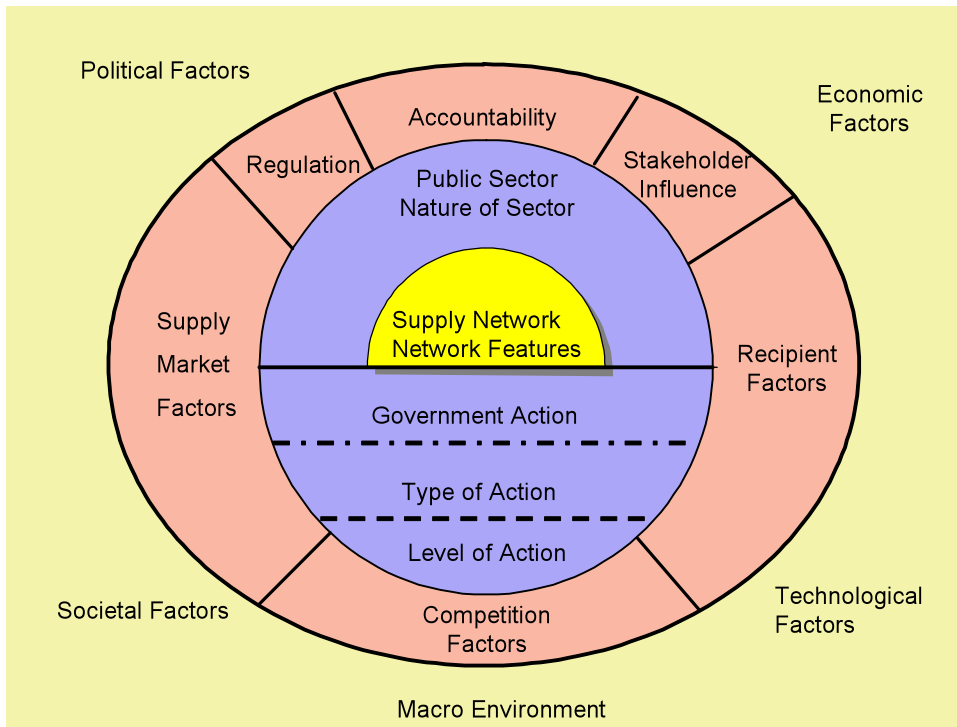 Political Factors
Economic
Factors
Accountability
Regulation
Stakeholder
Influence
Public Sector
Nature of Sector
Supply Network
Network Features
Supply
Market
Factors
Recipient
Factors
Government Action
Type of Action
Level of Action
Societal Factors
Competition
Factors
Technological
Factors
Macro Environment